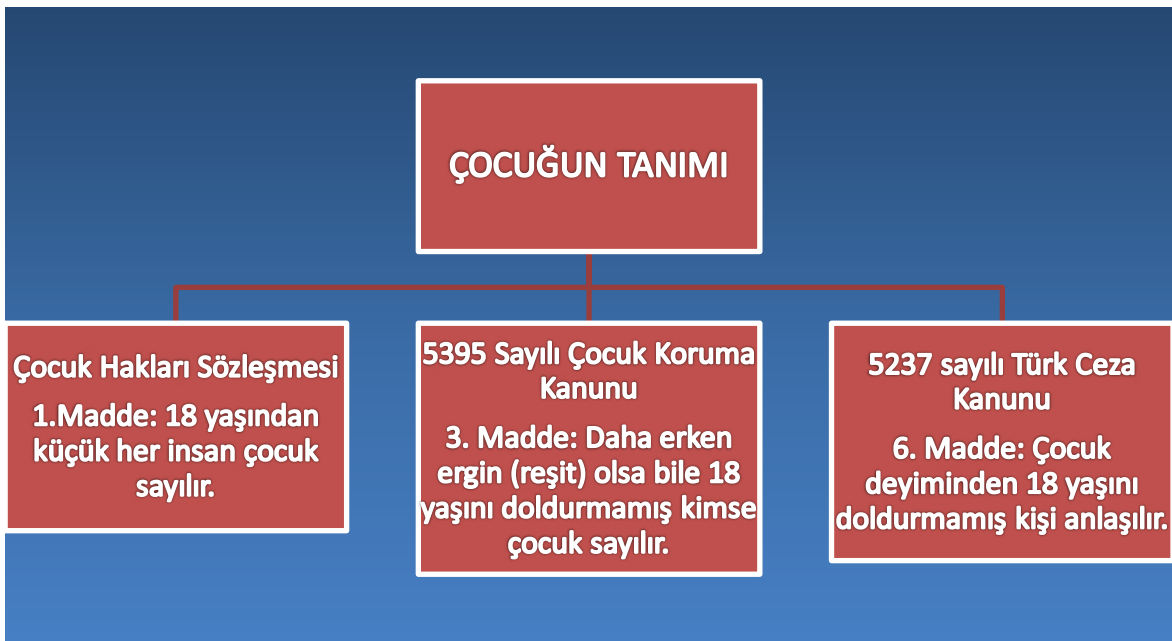 ÇOCUĞUN TANIMI
Çocuk Hakları Sözleşmesi
1.Madde: 18 yaşından
küçük her insan çocuk
sayılır.
5395 Sayılı Çocuk Koruma
Kanunu
3. Madde: Daha erken
ergin (reşit) olsa bile 18
yaşını doldurmamış kimse
çocuk sayılır.
5237 sayılı Türk Ceza
Kanunu
6. Madde: Çocuk
deyiminden 18 yaşını
doldurmamış kişi anlaşılır.